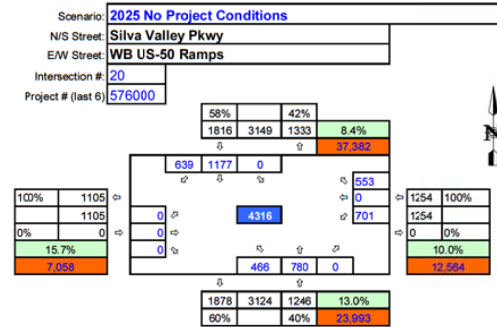 Scenario: 2025 No Project Conditions
N/S Street: Silva Valley Pkwy
E/W Street: WB US-50 Ramps
Intersection #: 20
Project # (last 6) 576000
N
58% 42%
1816 3149 1333 8.4%
37,382
639 1177 0
553
100% 1105 0 1254 100%
1105 0 4316 701 1254
0% 0 0 0 0%
15.7% 0 10.0%
7,058 466 780 0 12,564
1878 3124 1246 13.0%
60% 40% 23,993